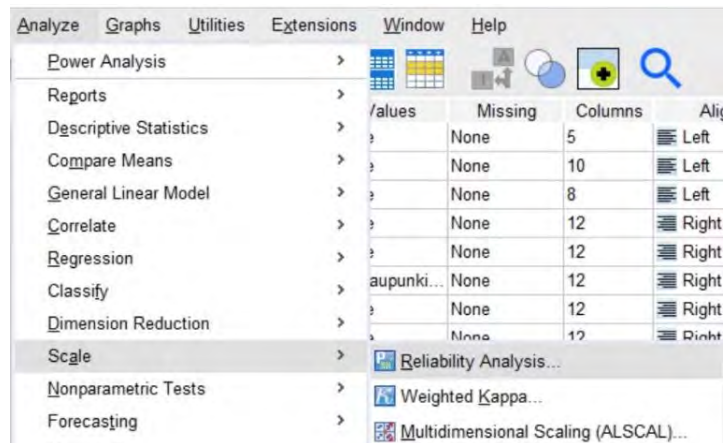 Analyze Graphs Utilities Extensions Window Help
Power Analysis
Reports
Descriptive Statistics
Compare Means
General Linear Model
Correlate
Regression
Classify
Dimension Reduction
Scale
Nonparametric Tests
Forecasting
Values Missing Columns Alig
e None 5 Left
e None 10 Left
e None 8 Left
e None 12 Right
e None 12 Right
aupunki... None 12 Right
e None 12 Right
None 12 Right
Reliability Analysis...
Weighted Kappa...
Multidimensional Scaling (ALSCAL)...